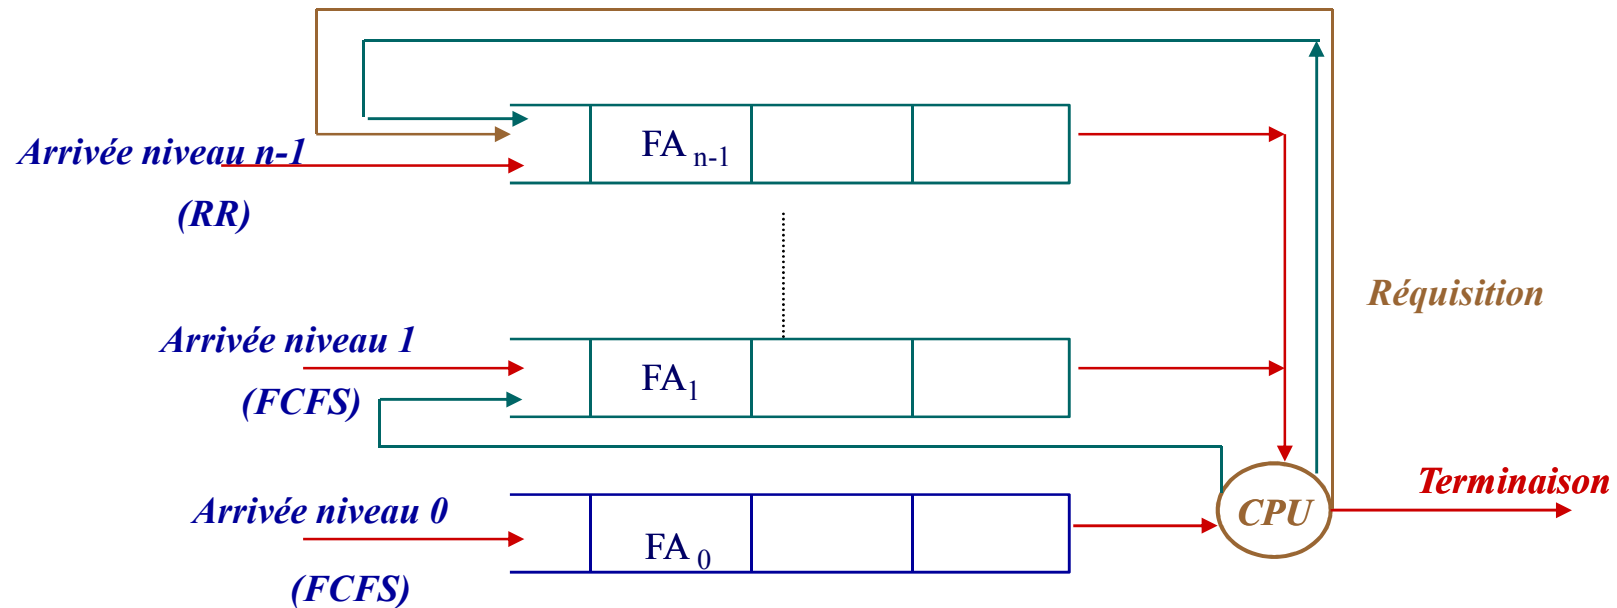 Arrivée niveau n-1
(RR)
FA n-1
Réquisition
Arrivée niveau 1
(FCFS)
FA1
Arrivée niveau 0
(FCFS)
FA 0
CPU
Terminaison